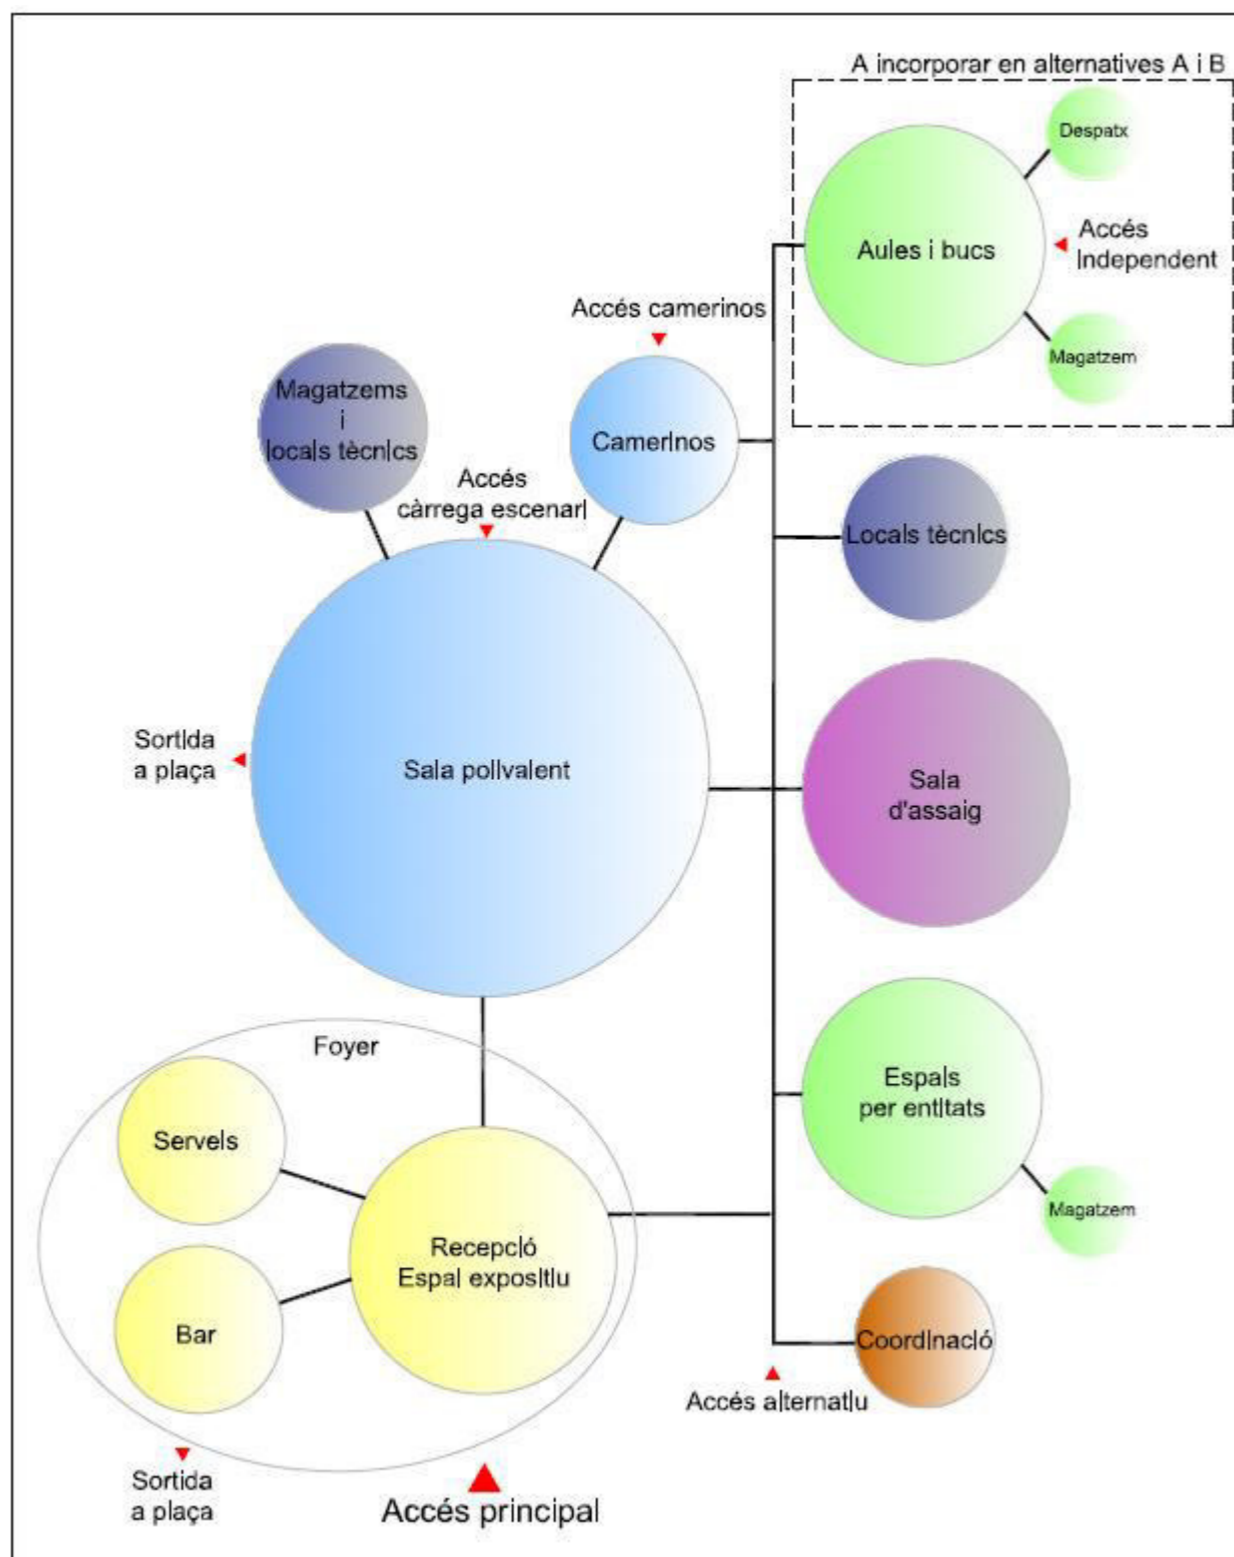 A incorporar en alternatives A i B
Despatx
Aules i bucs
Accés
Independent
Magatzem
Accés camerinos
Magatzems
i
locals tècnics
Camerinos
Accés
càrrega escenari
Locals tècnics
Sortida
a plaça
Sala polivalent
Sala
d'assaig
Foyer
Serveis
Espais
per entitats
Magatzem
Recepció
Espai expositiu
Bar
Coordinació
Accés alternatiu
Sortida
a plaça
Accés principal